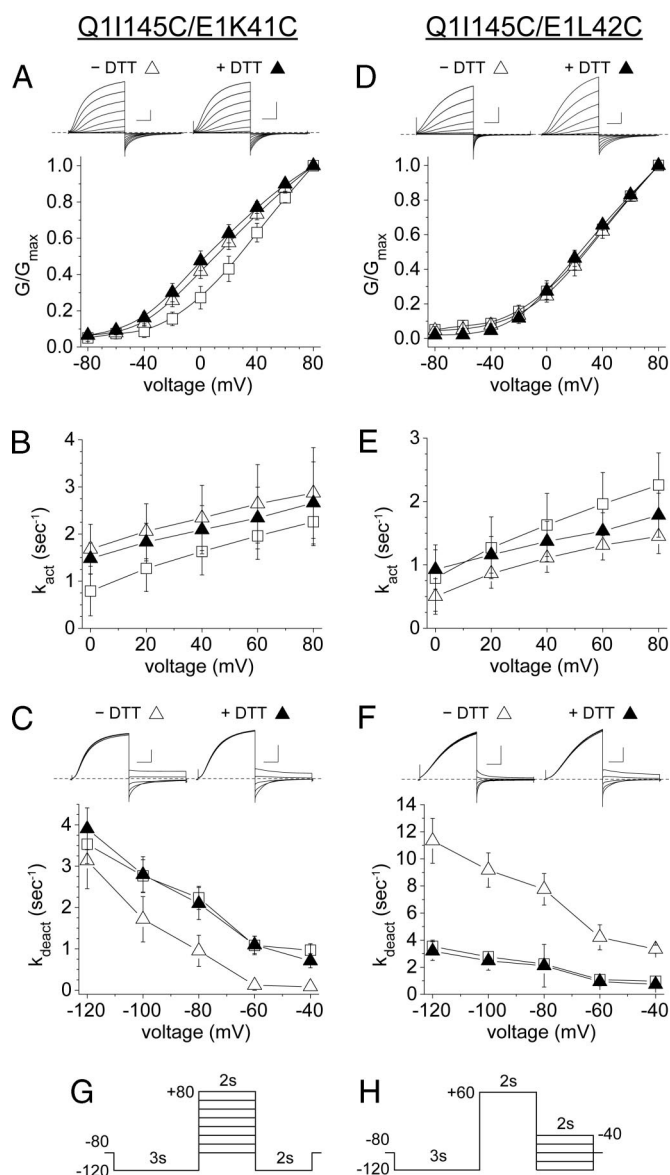 Q1I145C/E1K41C
Q1I145C/E1L42C
A
– DTT △ + DTT ▲
1.0
0.8
0.6
0.4
0.2
0.0
G/Gmax
-80 -40 0 40 80
voltage (mV)
D
– DTT △ + DTT ▲
1.0
0.8
0.6
0.4
0.2
0.0
G/Gmax
-80 -40 0 40 80
voltage (mV)
B
4
3
2
1
0
kact (sec-1)
0 20 40 60 80
voltage (mV)
E
3
2
1
0
kact (sec-1)
0 20 40 60 80
voltage (mV)
C
– DTT △ + DTT ▲
4
3
2
1
0
kdeact (sec-1)
-120 -100 -80 -60 -40
voltage (mV)
F
– DTT △ + DTT ▲
14
12
10
8
6
4
2
0
kdeact (sec-1)
-120 -100 -80 -60 -40
voltage (mV)
G
2s
+80
-80
3s
2s
-120
H
2s
+60
-80
-40
3s
2s
-120